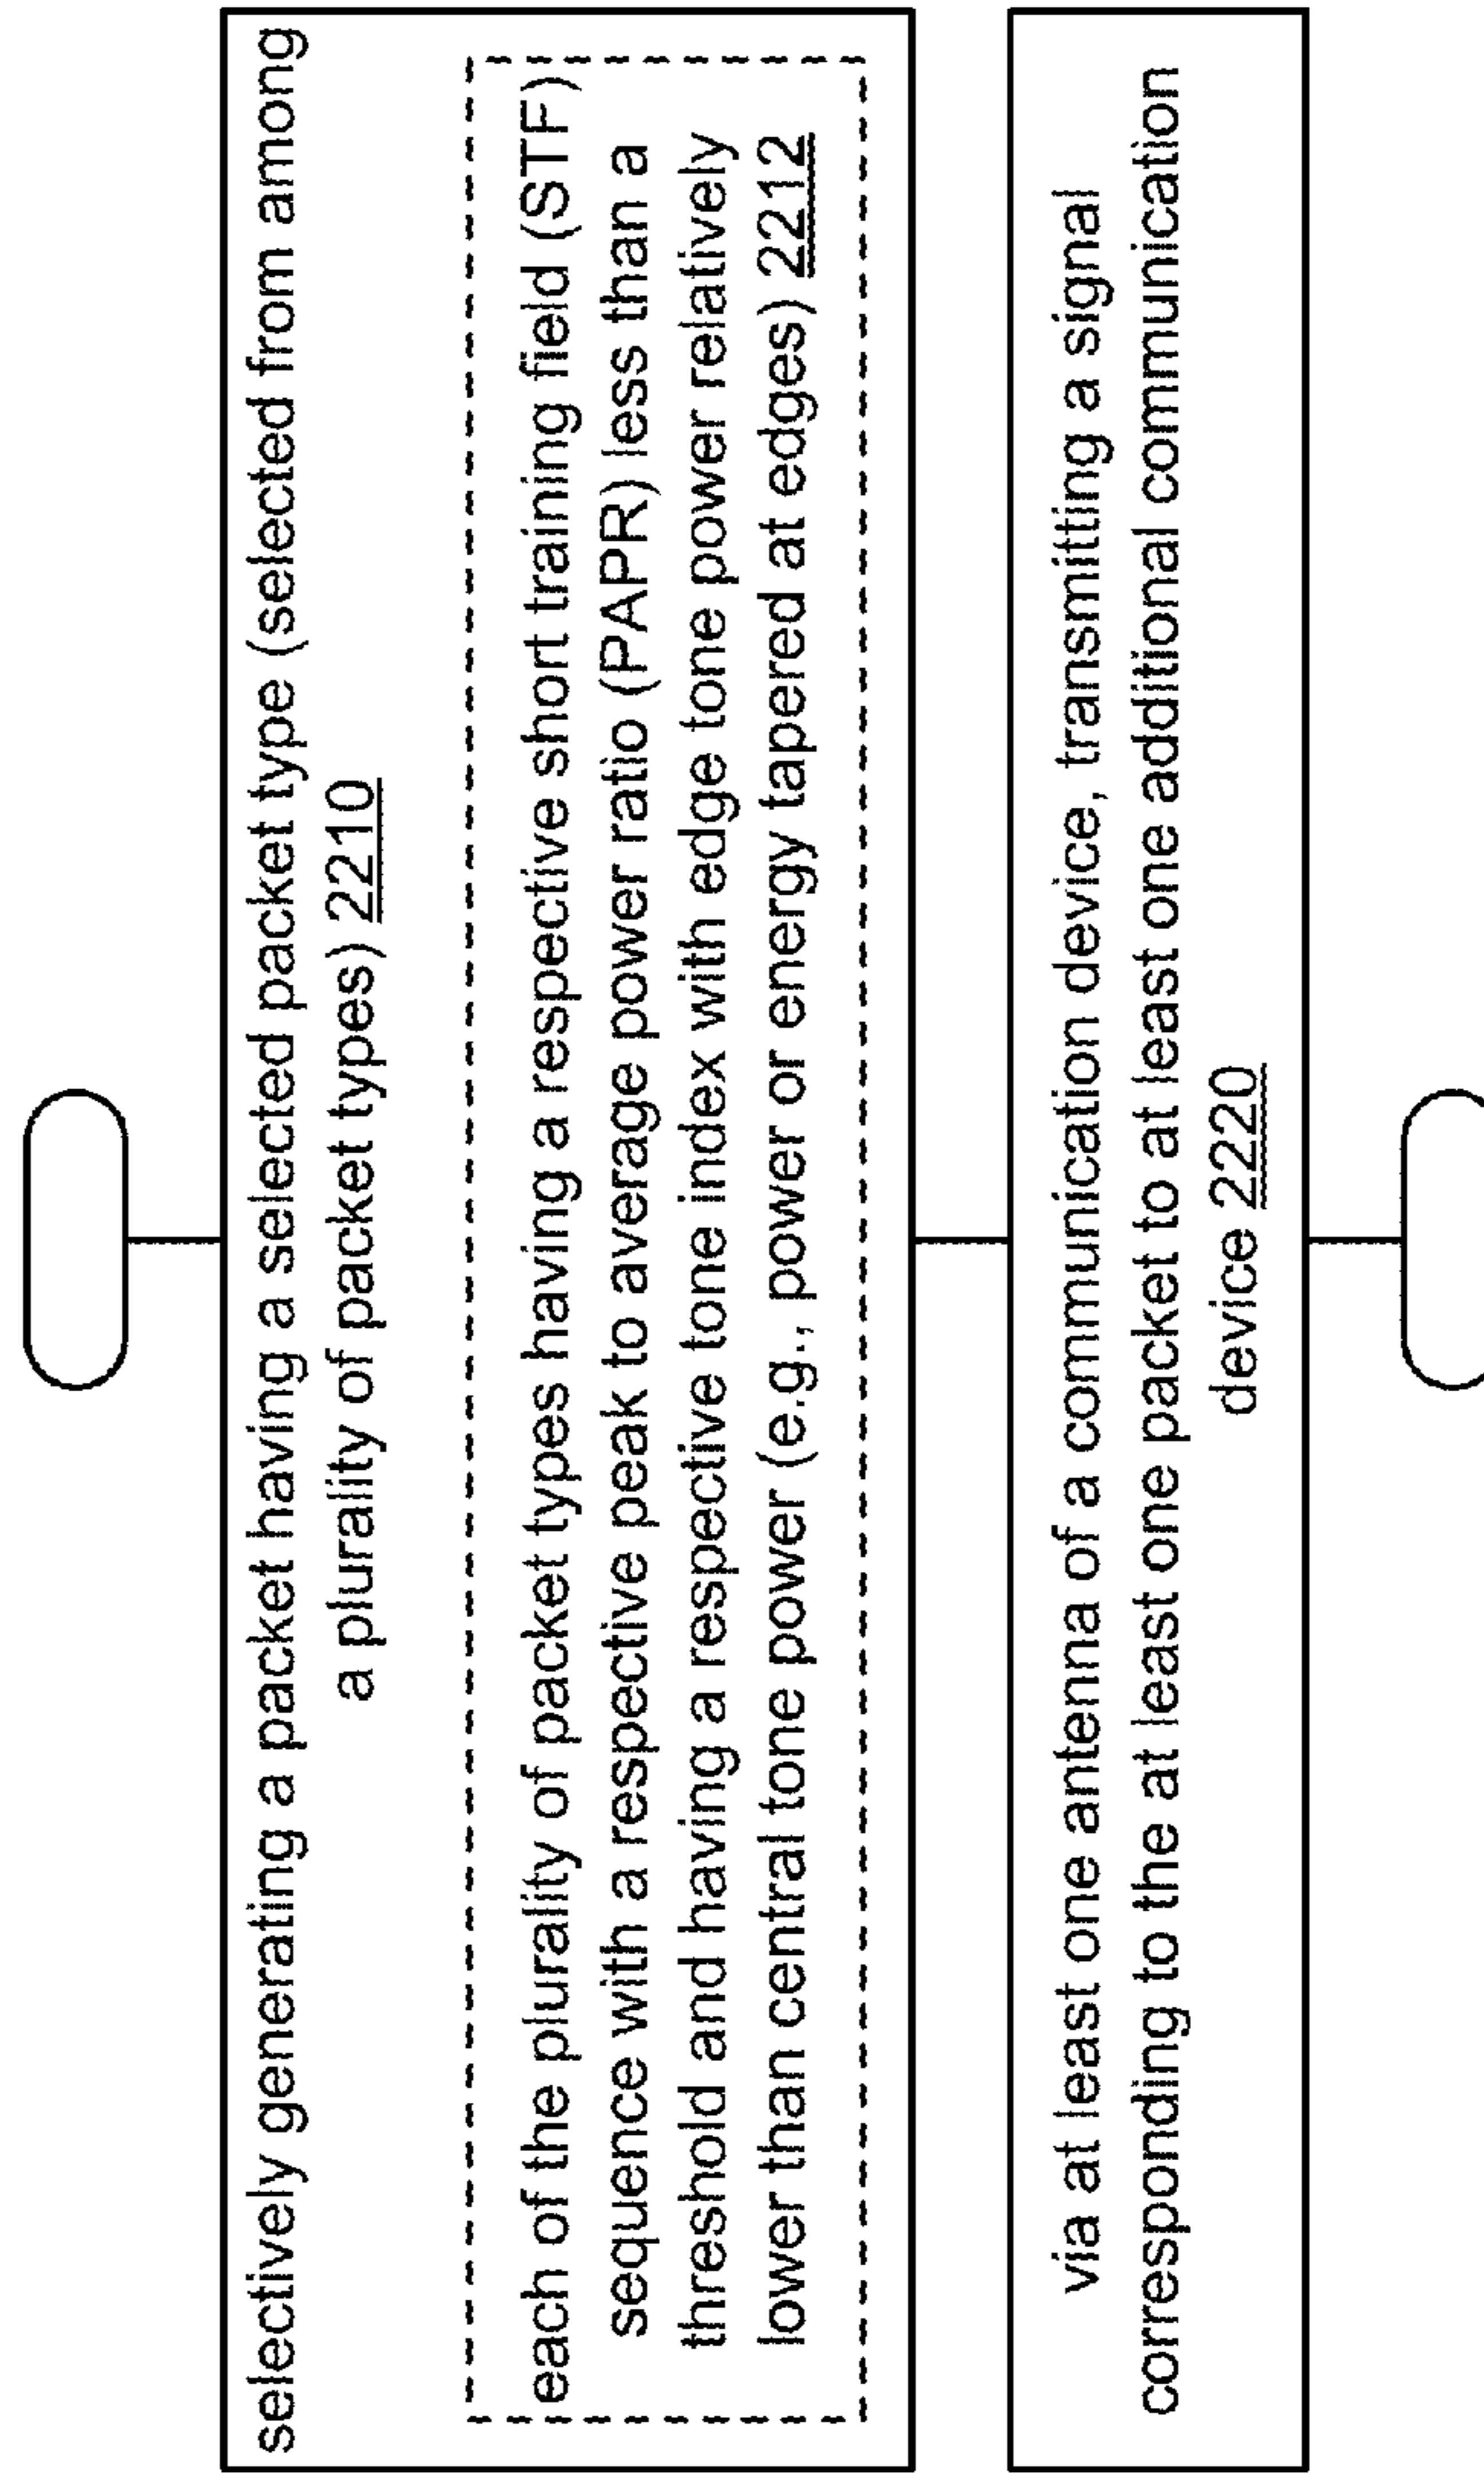 selectively generating a packet having a selected packet type (selected from among
a plurality of packet types) 2210
each of the plurality of packet types having a respective short training field (STF)
sequence with a respective peak to average power ratio (PAPR) less than a
threshold and having a respective tone index with edge tone power relatively
lower than central tone power (e.g., power or energy tapered at edges) 2212
via at least one antenna of a communication device, transmitting a signal
corresponding to the at least one packet to at least one additional communication
device 2220